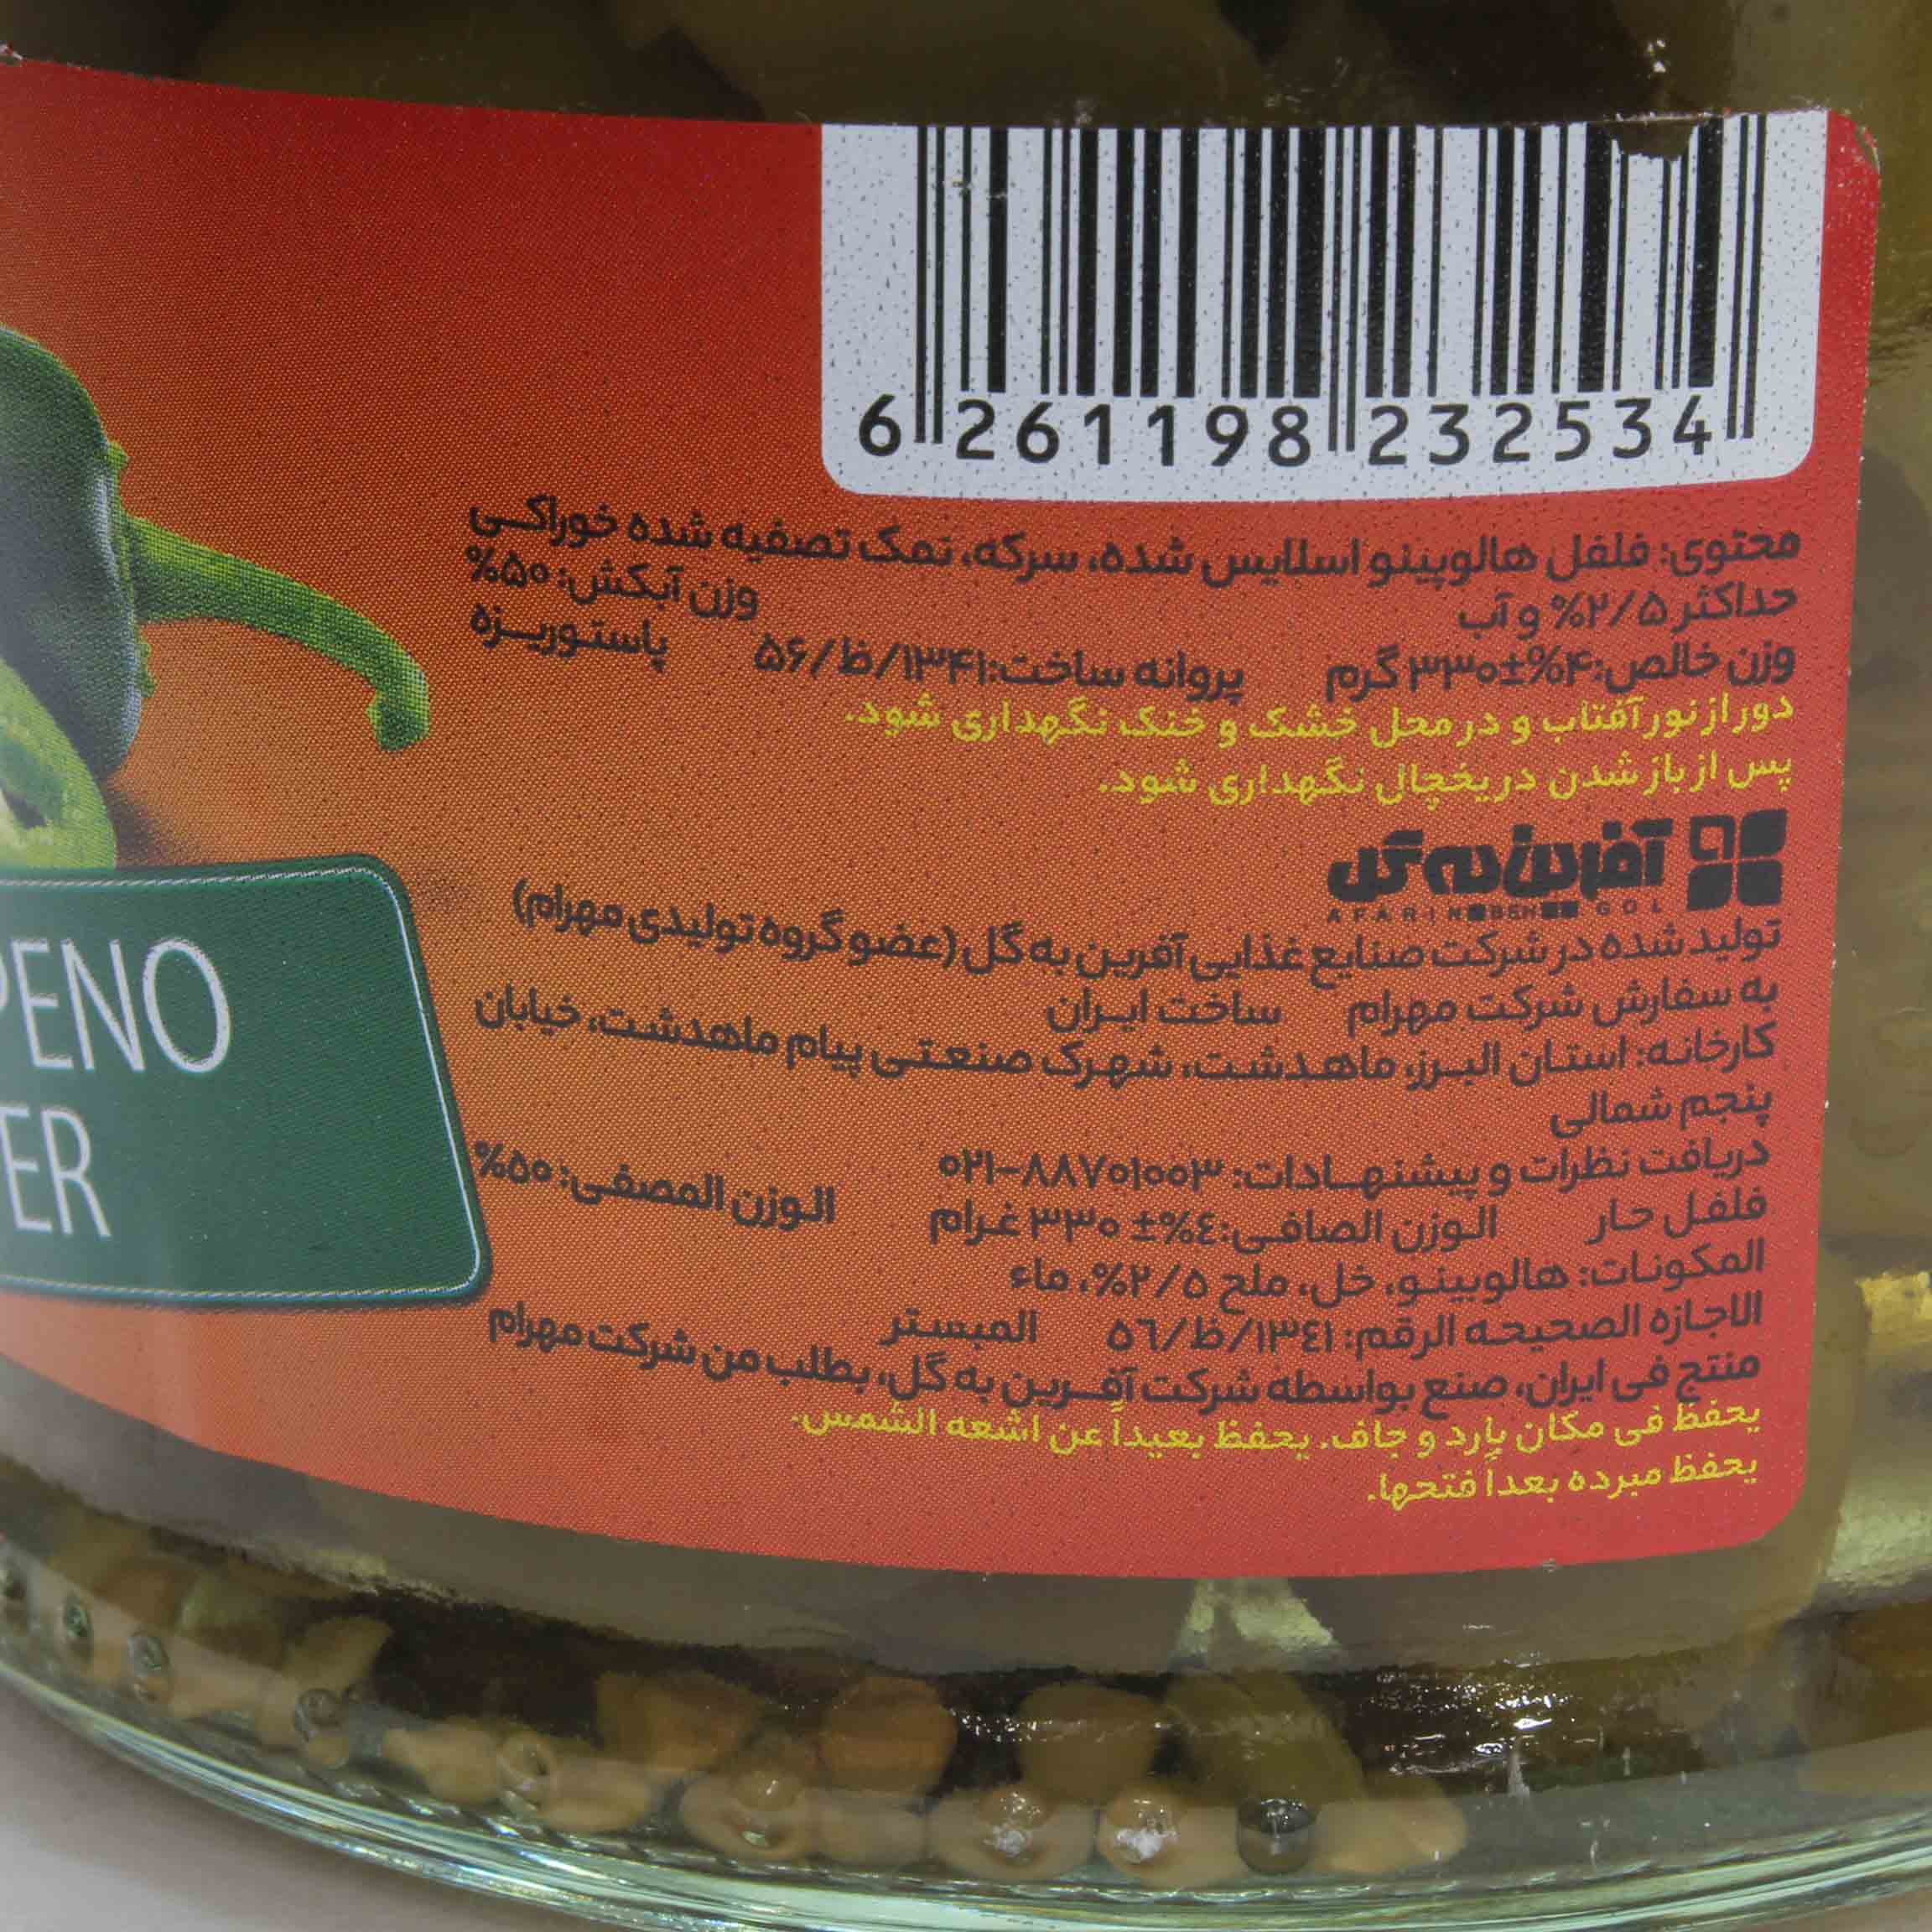 6 261198 232534
محتوی: فلفل هالوپینو اسلایس شده، سرکه، نمک تصفیه شده خوراکی
حداکثر ۲/۵% و آب وزن آبکش: ۵۰%
وزن خالص: ۴%±۳۳۰ گرم پروانه ساخت: ۵۶/ظ/۱۳۴۱ پاستوریزه
دور از نور آفتاب و در محل خشک و خنک نگهداری شود.
پس از باز شدن در یخچال نگهداری شود.
آفرین به گل
AFARIN BEH GOL
تولید شده در شرکت صنایع غذایی آفرین به گل (عضو گروه تولیدی مهرام)
به سفارش شرکت مهرام ساخت ایران
کارخانه: استان البرز، ماهدشت، شهرک صنعتی پیام ماهدشت، خیابان
پنجم شمالی
دریافت نظرات و پیشنهادات: ۰۲۱-۸۸۷۰۱۰۰۳
فلفل حار الوزن الصافی: ٤%± ۳۳۰ غرام الوزن المصفی: ۵۰%
المکونات: هالوبینو، خل، ملح ۲/۵%، ماء
الاجازه الصحیحه الرقم: ٥٦/ظ/١٣٤١ المبستر
منتج فی ایران، صنع بواسطه شرکت آفرین به گل، بطلب من شرکت مهرام
یحفظ فی مکان بارد و جاف. یحفظ بعیداً عن اشعه الشمس.
یحفظ مبرده بعداً فتحها.
PENO
ER